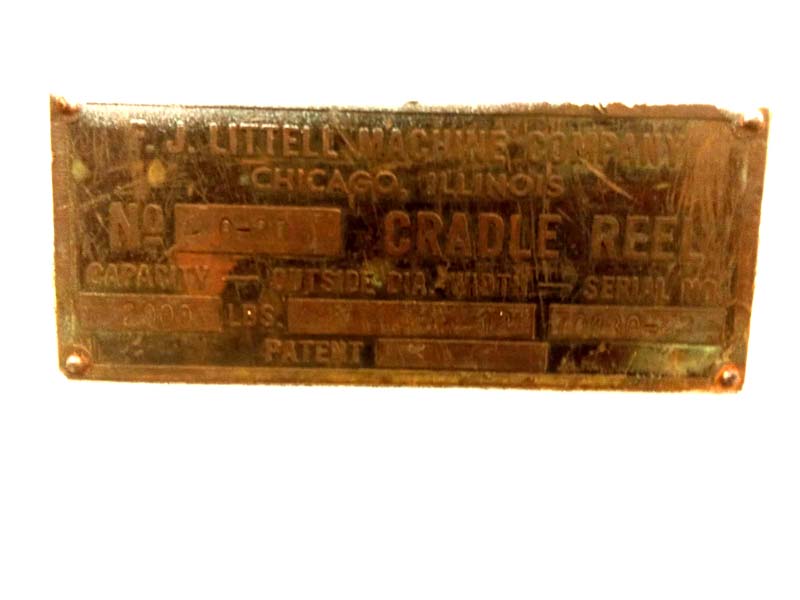 F. J. LITTELL MACHINE COMPANY
CHICAGO, ILLINOIS
No CRADLE REEL
CAPACITY — OUTSIDE DIA. WIDTH — SERIAL NO.
LBS.
PATENT